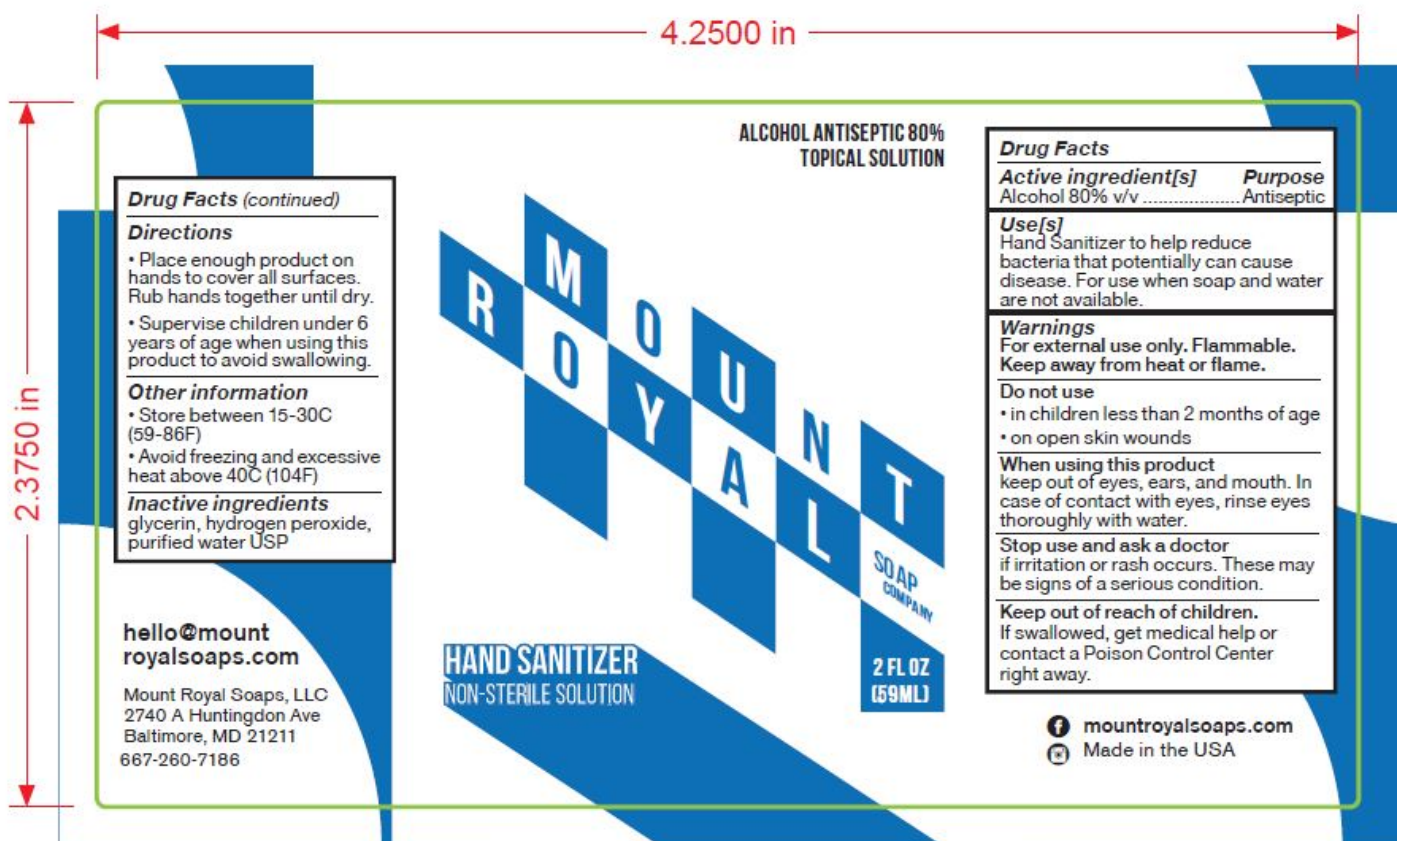 4.2500 in
2.3750 in
Drug Facts (continued)
Directions
• Place enough product on
hands to cover all surfaces.
Rub hands together until dry.
• Supervise children under 6
years of age when using this
product to avoid swallowing.
Other information
• Store between 15-30C
(59-86F)
• Avoid freezing and excessive
heat above 40C (104F)
Inactive ingredients
glycerin, hydrogen peroxide,
purified water USP
hello@mount
royalsoaps.com
Mount Royal Soaps, LLC
2740 A Huntingdon Ave
Baltimore, MD 21211
667-260-7186
ALCOHOL ANTISEPTIC 80%
TOPICAL SOLUTION
MOUNT
ROYAL
SOAP
COMPANY
HAND SANITIZER
NON-STERILE SOLUTION
2 FL OZ
(59ML)
Drug Facts
Active ingredient[s] Purpose
Alcohol 80% v/v ................... Antiseptic
Use[s]
Hand Sanitizer to help reduce
bacteria that potentially can cause
disease. For use when soap and water
are not available.
Warnings
For external use only. Flammable.
Keep away from heat or flame.
Do not use
• in children less than 2 months of age
• on open skin wounds
When using this product
keep out of eyes, ears, and mouth. In
case of contact with eyes, rinse eyes
thoroughly with water.
Stop use and ask a doctor
if irritation or rash occurs. These may
be signs of a serious condition.
Keep out of reach of children.
If swallowed, get medical help or
contact a Poison Control Center
right away.
mountroyalsoaps.com
Made in the USA